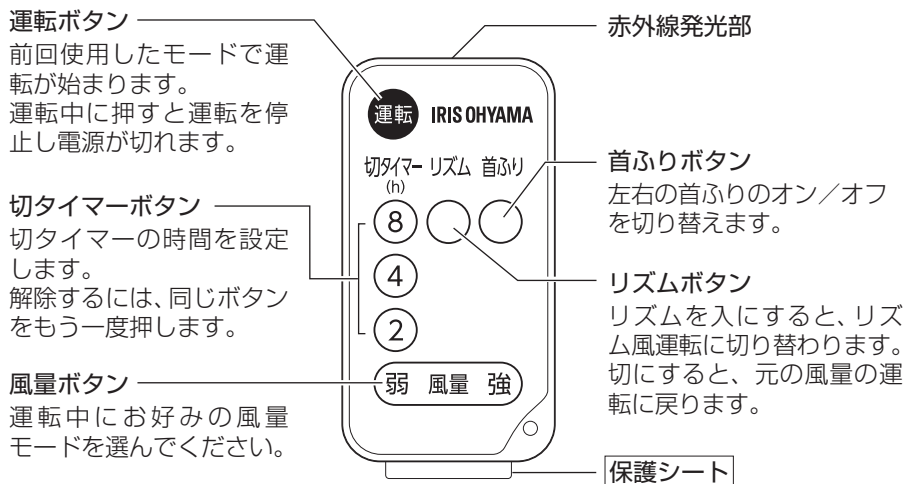 運転ボタン
前回使用したモードで運
転が始まります。
運転中に押すと運転を停
止し電源が切れます。
切タイマーボタン
切タイマーの時間を設定
します。
解除するには、同じボタン
をもう一度押します。
風量ボタン
運転中にお好みの風量
モードを選んでください。
運転 IRIS OHYAMA
切タイマー リズム 首ふり
(h)
8
4
2
弱 風量 強
赤外線発光部
首ふりボタン
左右の首ふりのオン／オフ
を切り替えます。
リズムボタン
リズムを入にすると、リズ
ム風運転に切り替わります。
切にすると、元の風量の運
転に戻ります。
保護シート